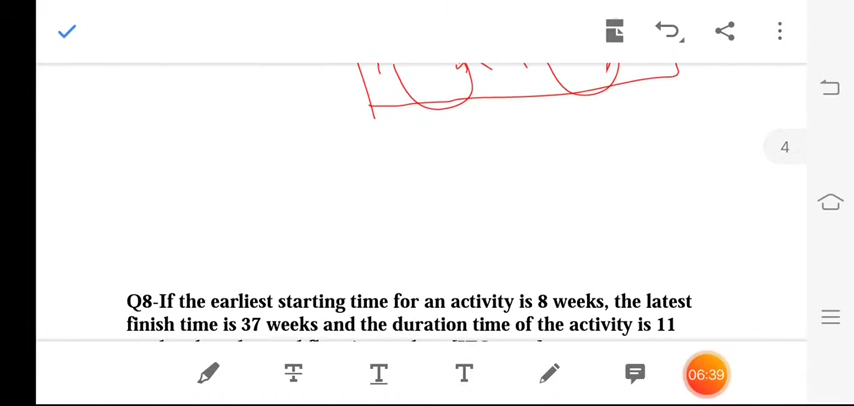 4
Q8-If the earliest starting time for an activity is 8 weeks, the latest
finish time is 37 weeks and the duration time of the activity is 11
T
T
T
06:39